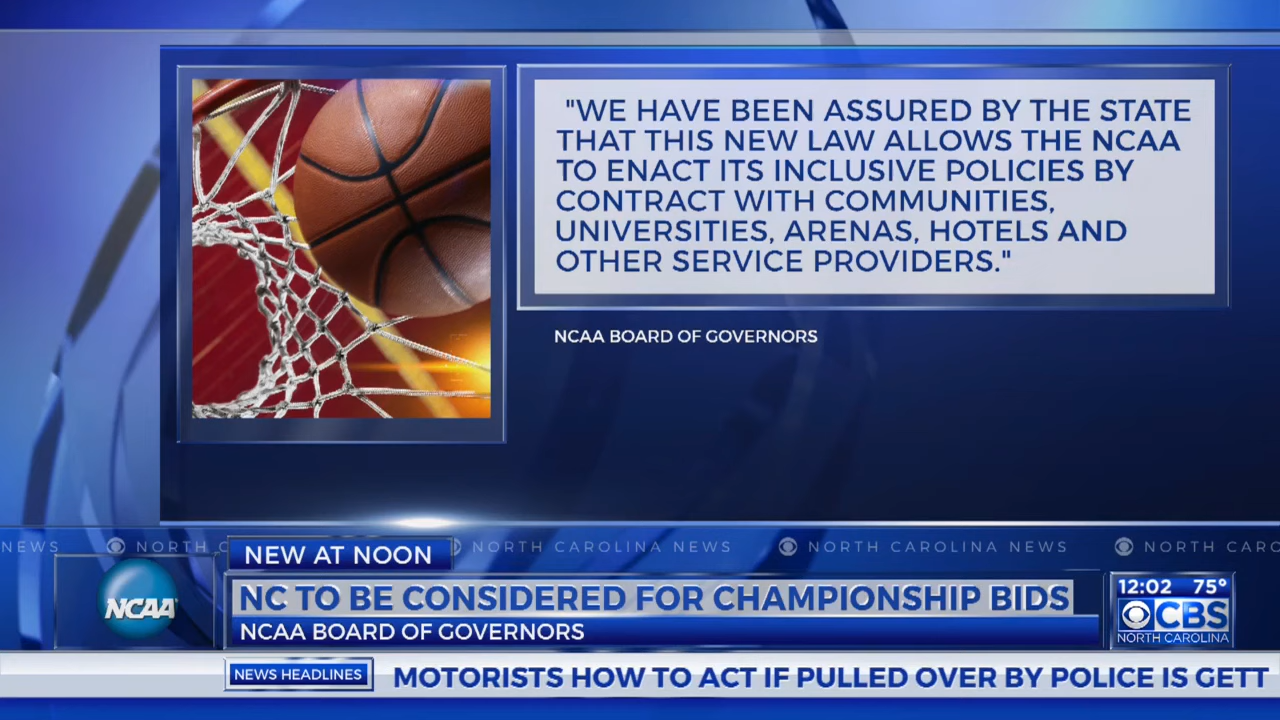 "WE HAVE BEEN ASSURED BY THE STATE
THAT THIS NEW LAW ALLOWS THE NCAA
TO ENACT ITS INCLUSIVE POLICIES BY
CONTRACT WITH COMMUNITIES,
UNIVERSITIES, ARENAS, HOTELS AND
OTHER SERVICE PROVIDERS."
NCAA BOARD OF GOVERNORS
NEWS NORTH C NORTH CAROLINA NEWS NORTH CAROLINA NEWS NORTH CARO
NEW AT NOON
NCAA
NC TO BE CONSIDERED FOR CHAMPIONSHIP BIDS
NCAA BOARD OF GOVERNORS
12:02 75°
CBS
NORTH CAROLINA
NEWS HEADLINES
MOTORISTS HOW TO ACT IF PULLED OVER BY POLICE IS GETT